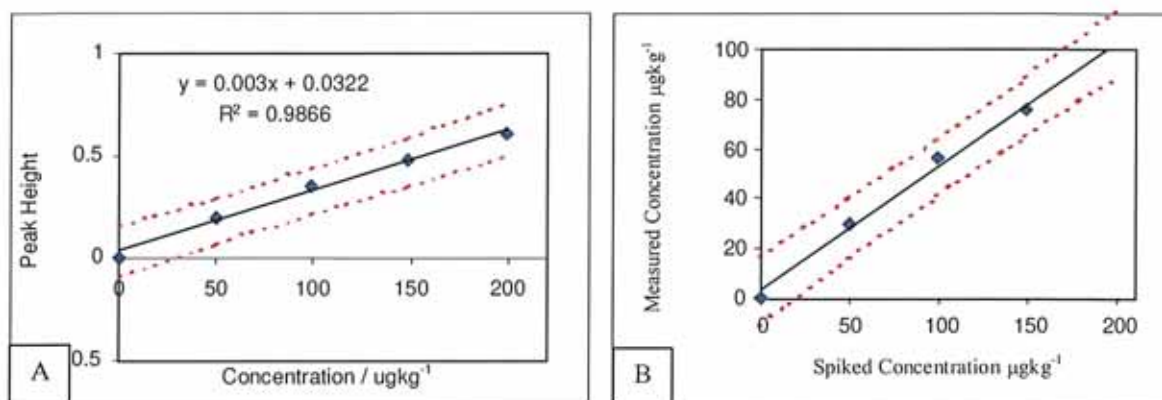 1
y = 0.003x + 0.0322
R² = 0.9866
Peak Height
0.5
0
0 50 100 150 200
0.5
Concentration / ugkg⁻¹
A
Measured Concentration µgkg⁻¹
100
80
60
40
20
0
0 50 100 150 200
Spiked Concentration µgkg⁻¹
B